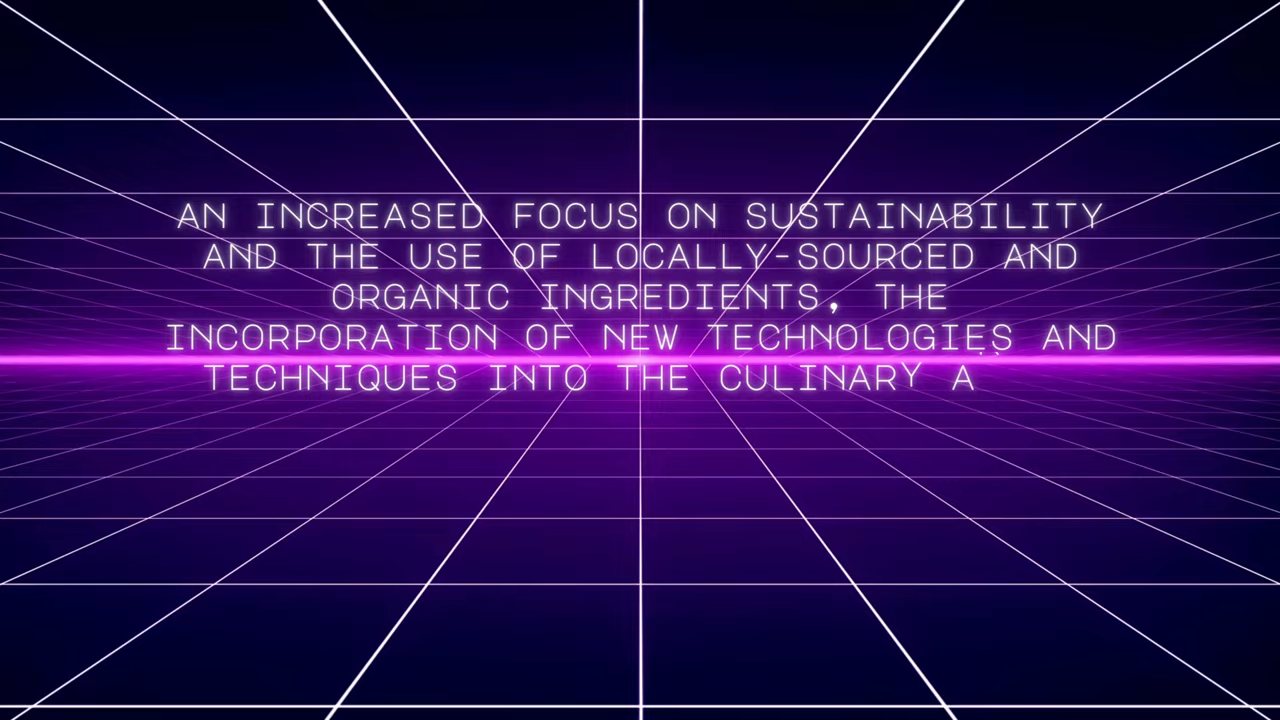 AN INCREASED FOCUS ON SUSTAINABILITY
AND THE USE OF LOCALLY-SOURCED AND
ORGANIC INGREDIENTS, THE
INCORPORATION OF NEW TECHNOLOGIES AND
TECHNIQUES INTO THE CULINARY A